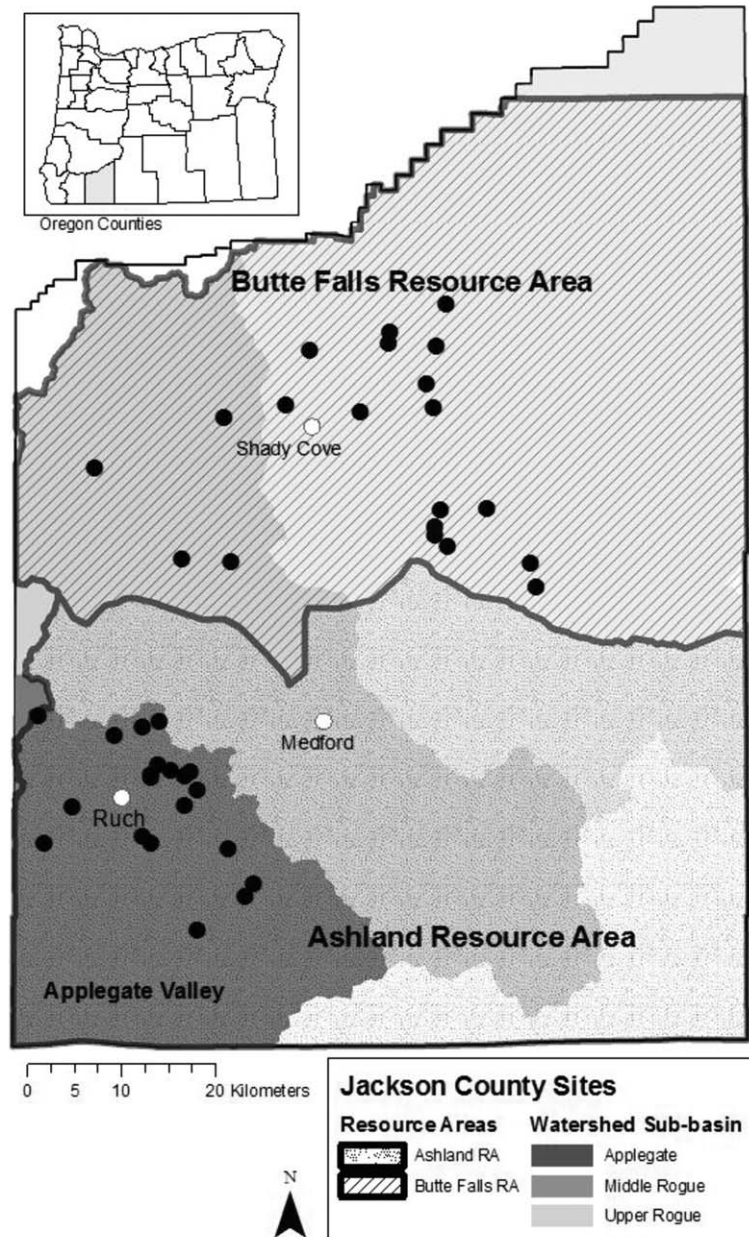 Oregon Counties
Butte Falls Resource Area
Shady Cove
Medford
Ruch
Ashland Resource Area
Applegate Valley
0 5 10 20 Kilometers
N
Jackson County Sites
Resource Areas
Ashland RA
Butte Falls RA
Watershed Sub-basin
Applegate
Middle Rogue
Upper Rogue